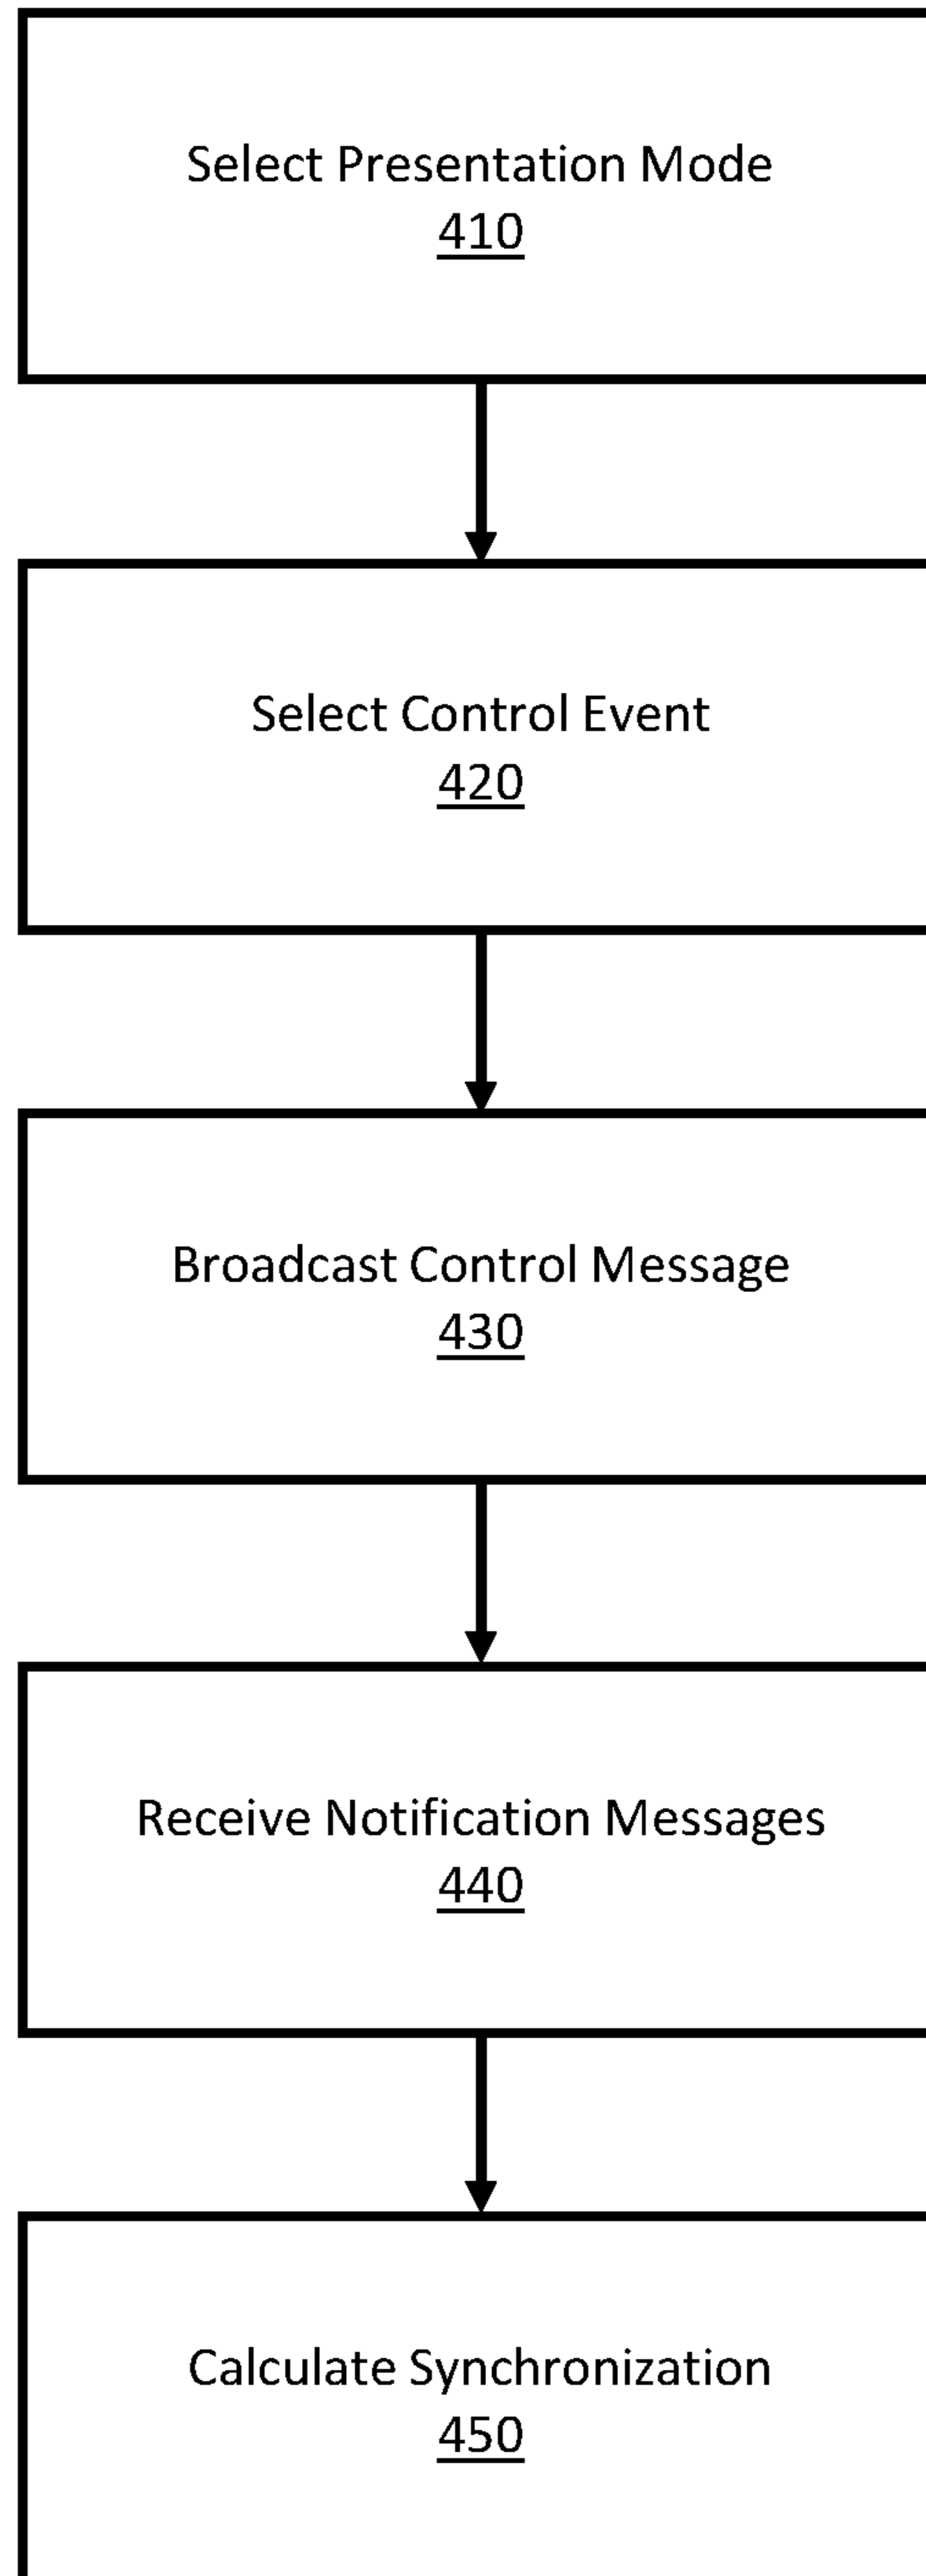 Select Presentation Mode
410
Select Control Event
420
Broadcast Control Message
430
Receive Notification Messages
440
Calculate Synchronization
450